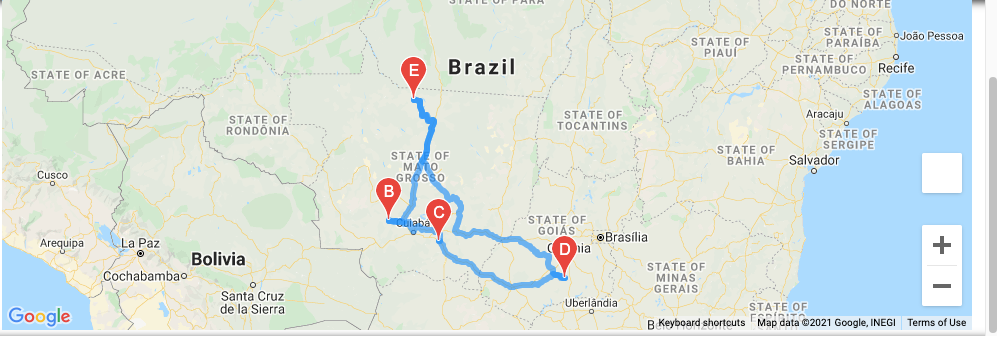 STATE OF PARÁ
DO NORTE
STATE OF
PARAÍBA
João Pessoa
STATE OF
PIAUÍ
STATE OF
PERNAMBUCO
Recife
E
Brazil
STATE OF ACRE
STATE OF
ALAGOAS
STATE OF
RONDÔNIA
STATE OF
TOCANTINS
Aracaju
STATE OF
SERGIPE
STATE OF
MATO
GROSSO
STATE OF
BAHIA
Salvador
Cusco
B
C
Cuiabá
STATE OF
GOIÁS
D
Brasília
Arequipa
La Paz
Bolivia
Cochabamba
STATE OF
MINAS
GERAIS
Santa Cruz
de la Sierra
Uberlândia
STATE OF
ESPÍRITO
Google
Keyboard shortcuts
Map data ©2021 Google, INEGI
Terms of Use
+
−